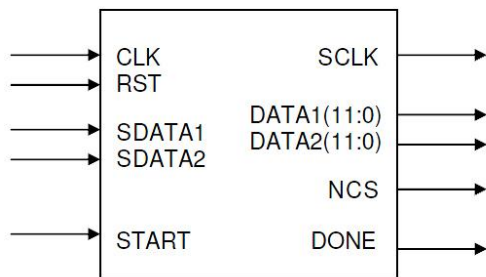 CLK
RST
SDATA1
SDATA2
START
SCLK
DATA1(11:0)
DATA2(11:0)
NCS
DONE